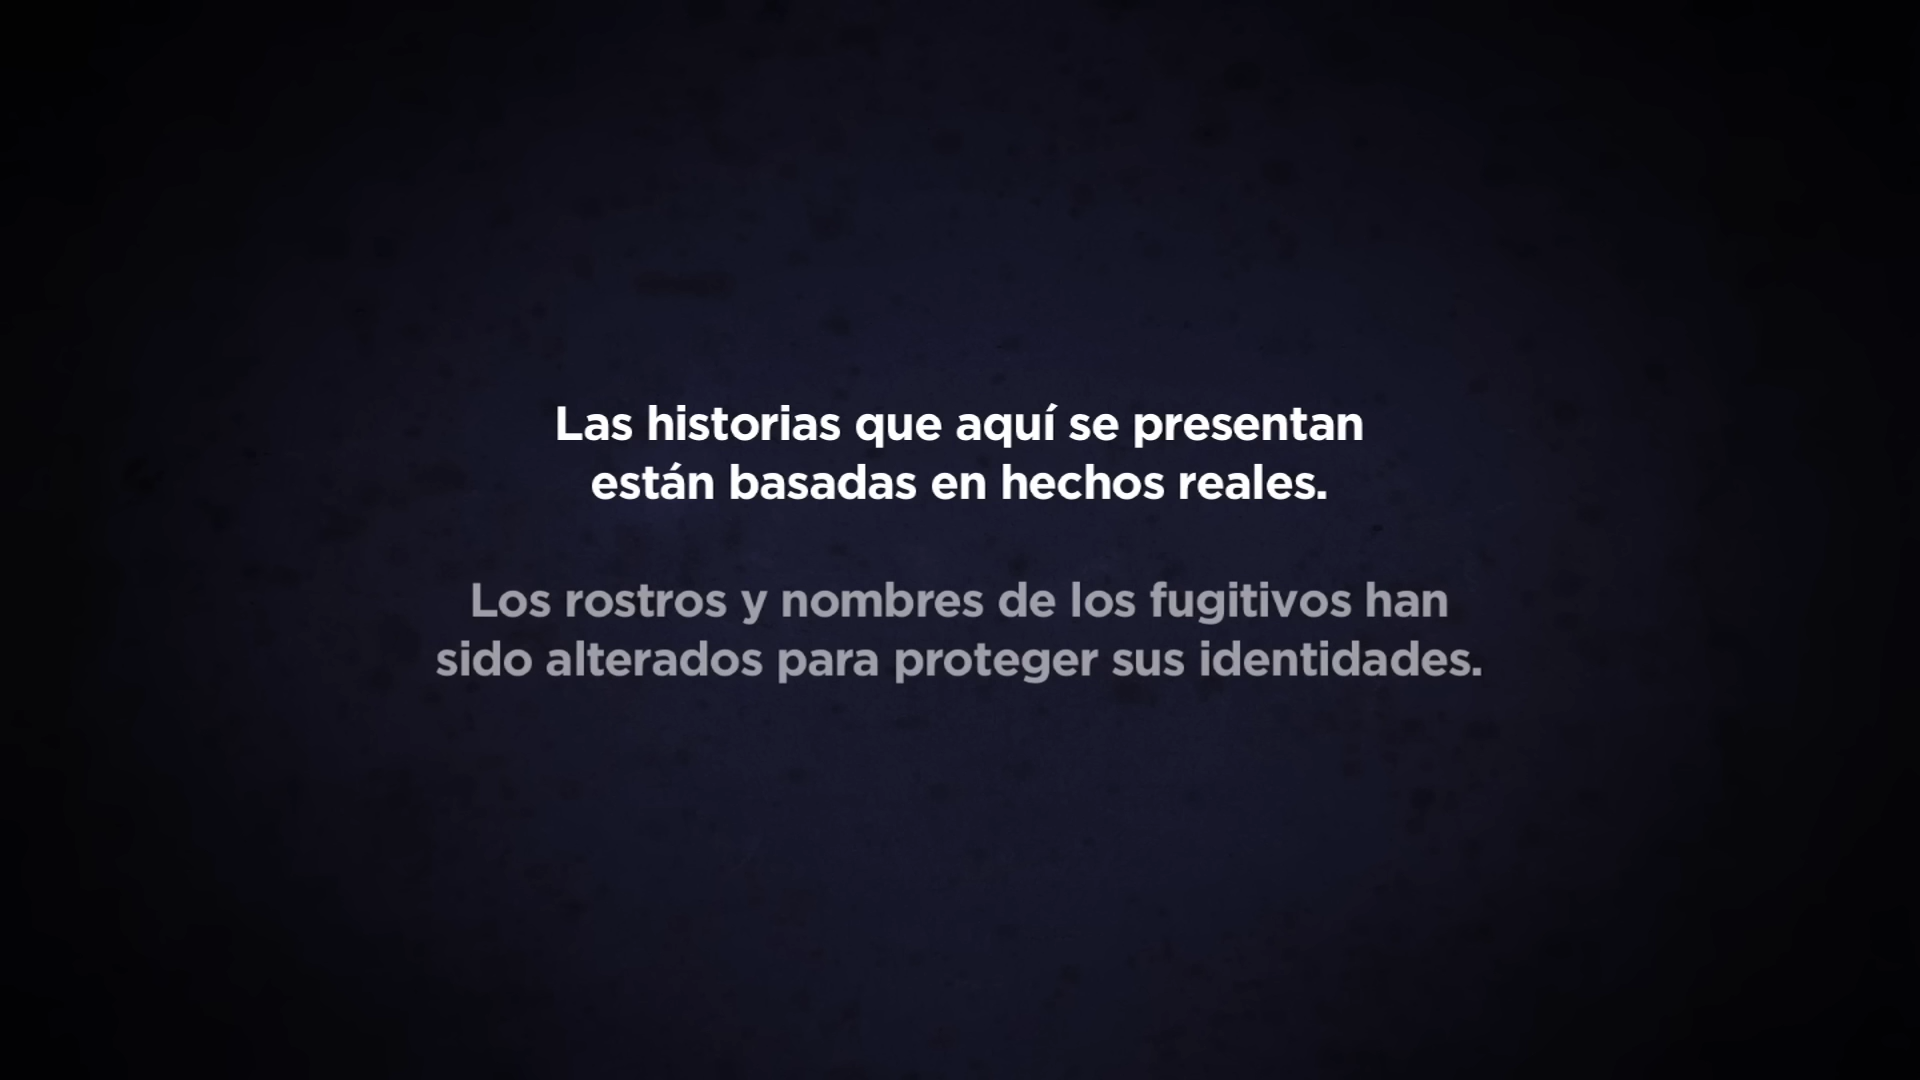 Las historias que aquí se presentan
están basadas en hechos reales.
Los rostros y nombres de los fugitivos han
sido alterados para proteger sus identidades.